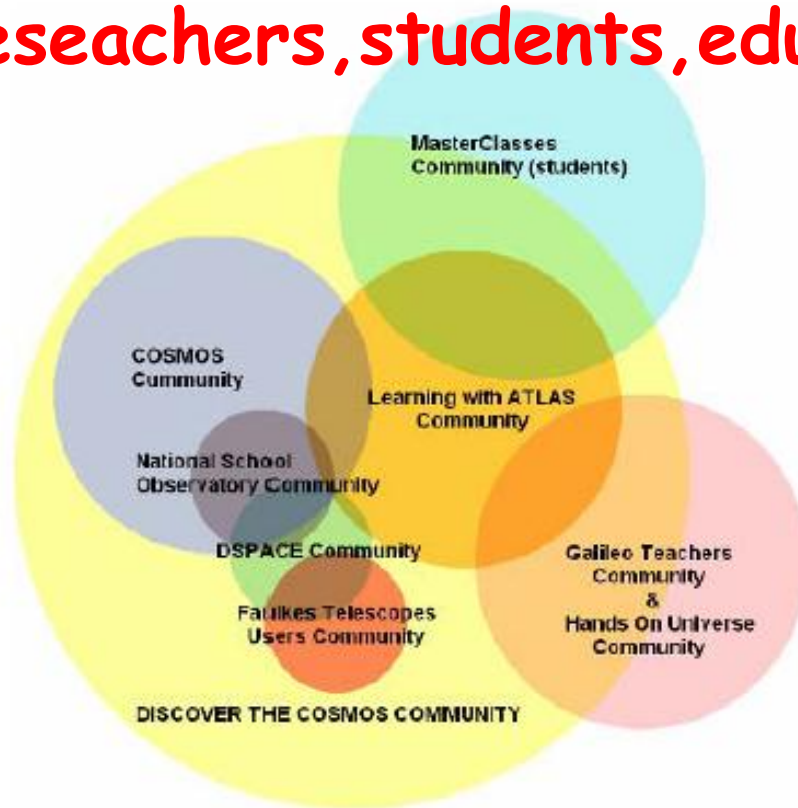 eseachers,students,edu
MasterClasses
Community (students)
COSMOS
Cummunity
Learning with ATLAS
Community
National School
Observatory Community
DSPACE Community
Galileo Teachers
Community
&
Hands On Universe
Community
Faulkes Telescopes
Users Community
DISCOVER THE COSMOS COMMUNITY